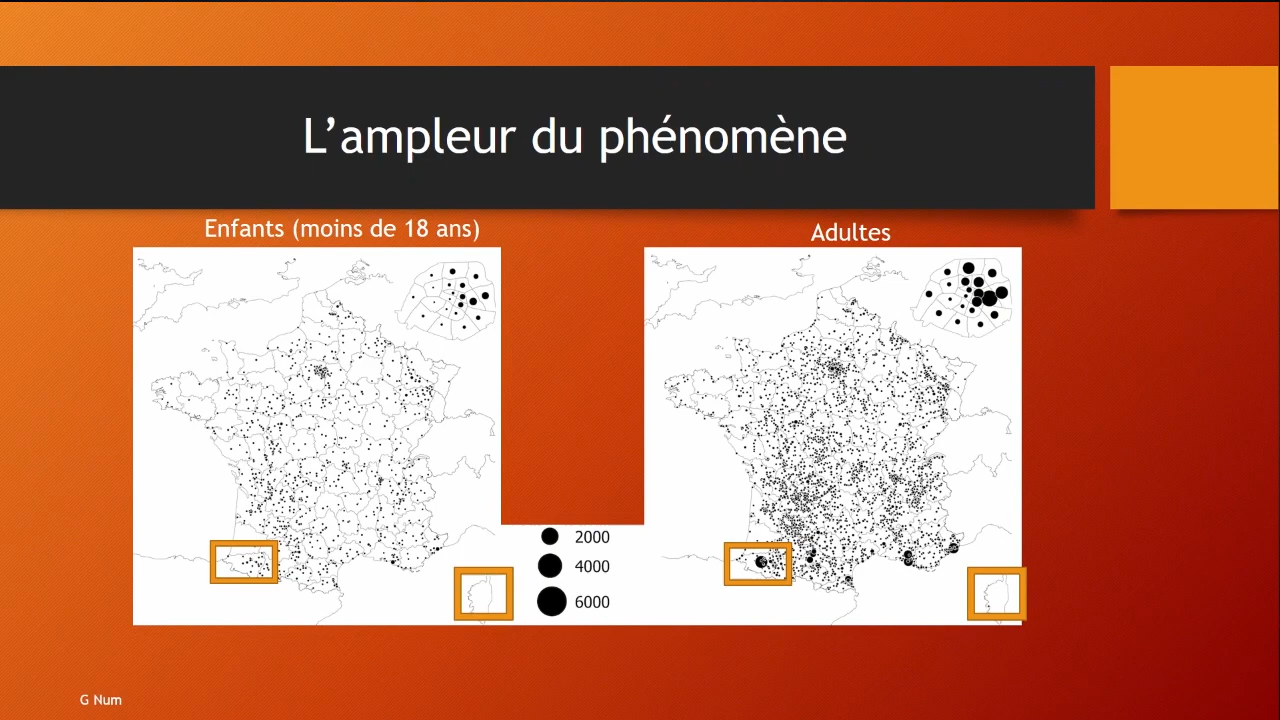 L’ampleur du phénomène
Enfants (moins de 18 ans)
Adultes
2000
4000
6000
G Num